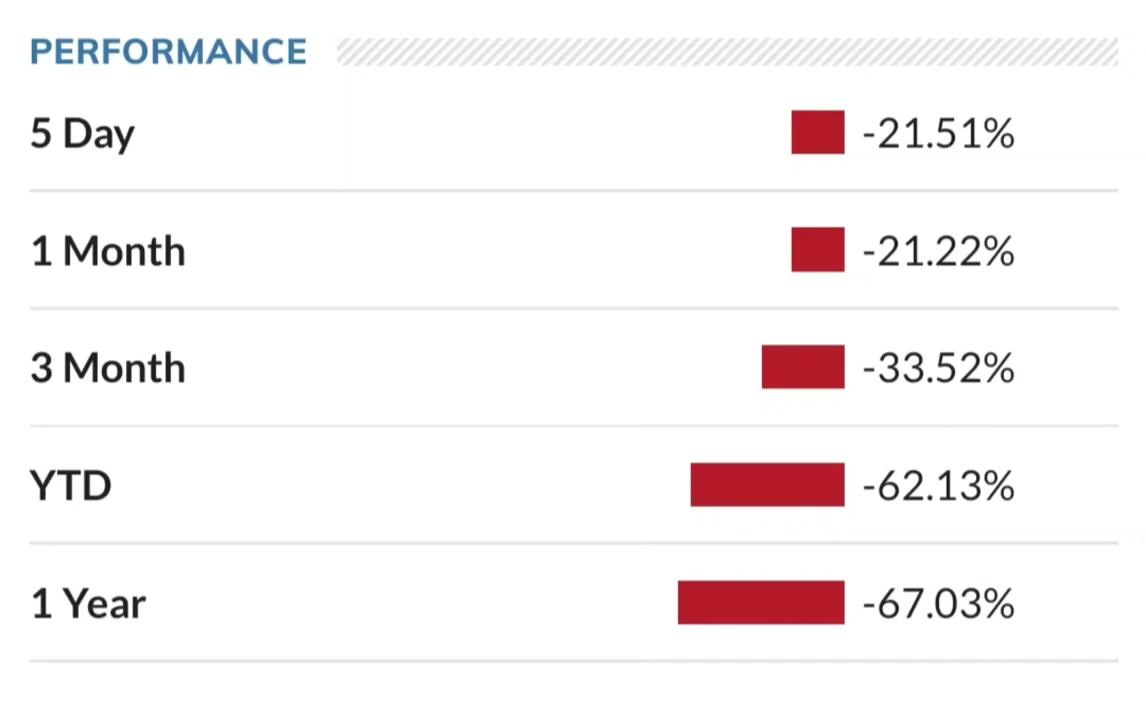 PERFORMANCE
5 Day -21.51%
1 Month -21.22%
3 Month -33.52%
YTD -62.13%
1 Year -67.03%